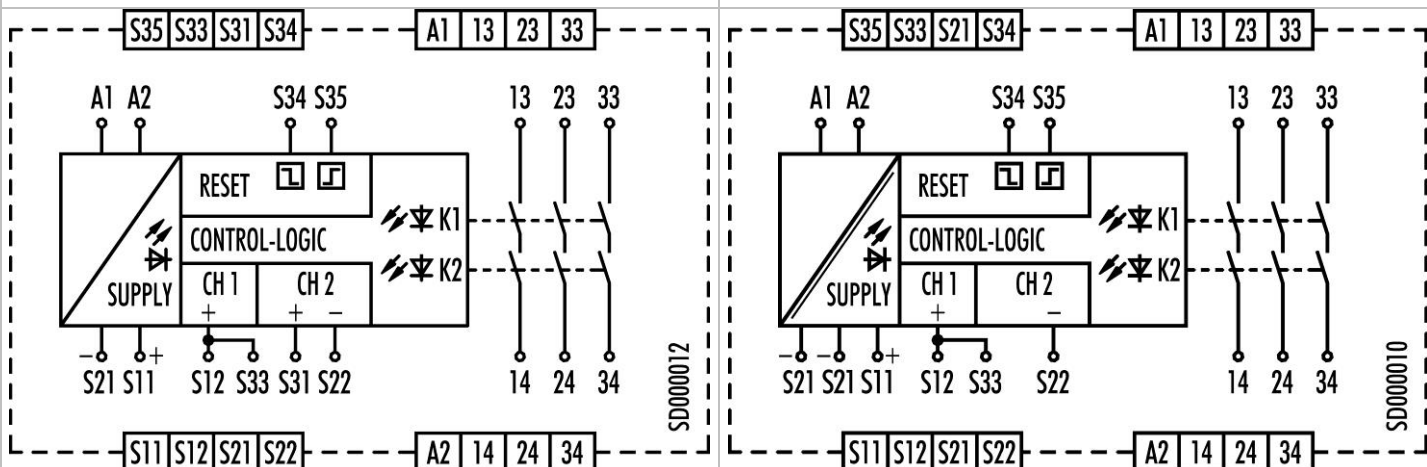 S35 S33 S31 S34 A1 13 23 33
A1 A2 S34 S35 13 23 33
RESET
K1
CONTROL-LOGIC
K2
CH 1 CH 2
SUPPLY
+ + −
− +
S21 S11 S12 S33 S31 S22 14 24 34
SD000012
S11 S12 S21 S22 A2 14 24 34
S35 S33 S21 S34 A1 13 23 33
A1 A2 S34 S35 13 23 33
RESET
K1
CONTROL-LOGIC
K2
CH 1 CH 2
SUPPLY
+ −
− − +
S21 S21 S11 S12 S33 S22 14 24 34
SD000010
S11 S12 S21 S22 A2 14 24 34